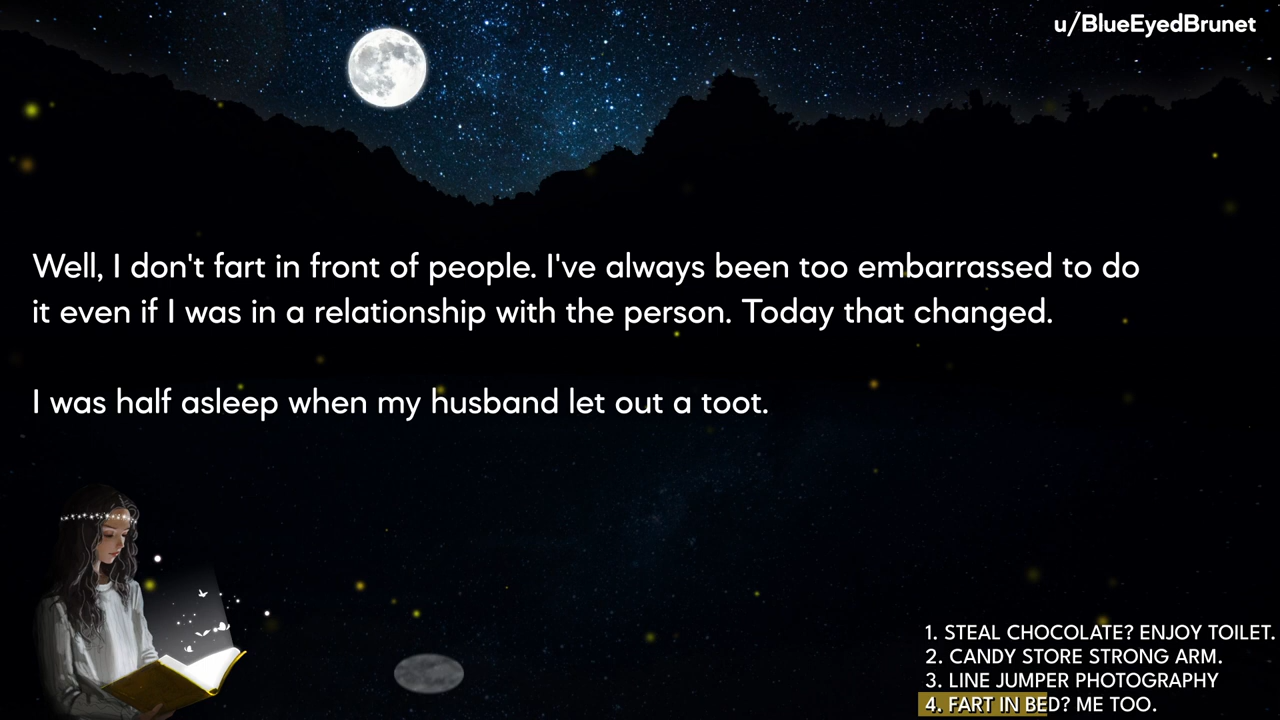 u/BlueEyedBrunet
Well, I don't fart in front of people. I've always been too embarrassed to do
it even if I was in a relationship with the person. Today that changed.
I was half asleep when my husband let out a toot.
1. STEAL CHOCOLATE? ENJOY TOILET.
2. CANDY STORE STRONG ARM.
3. LINE JUMPER PHOTOGRAPHY
4. FART IN BED? ME TOO.